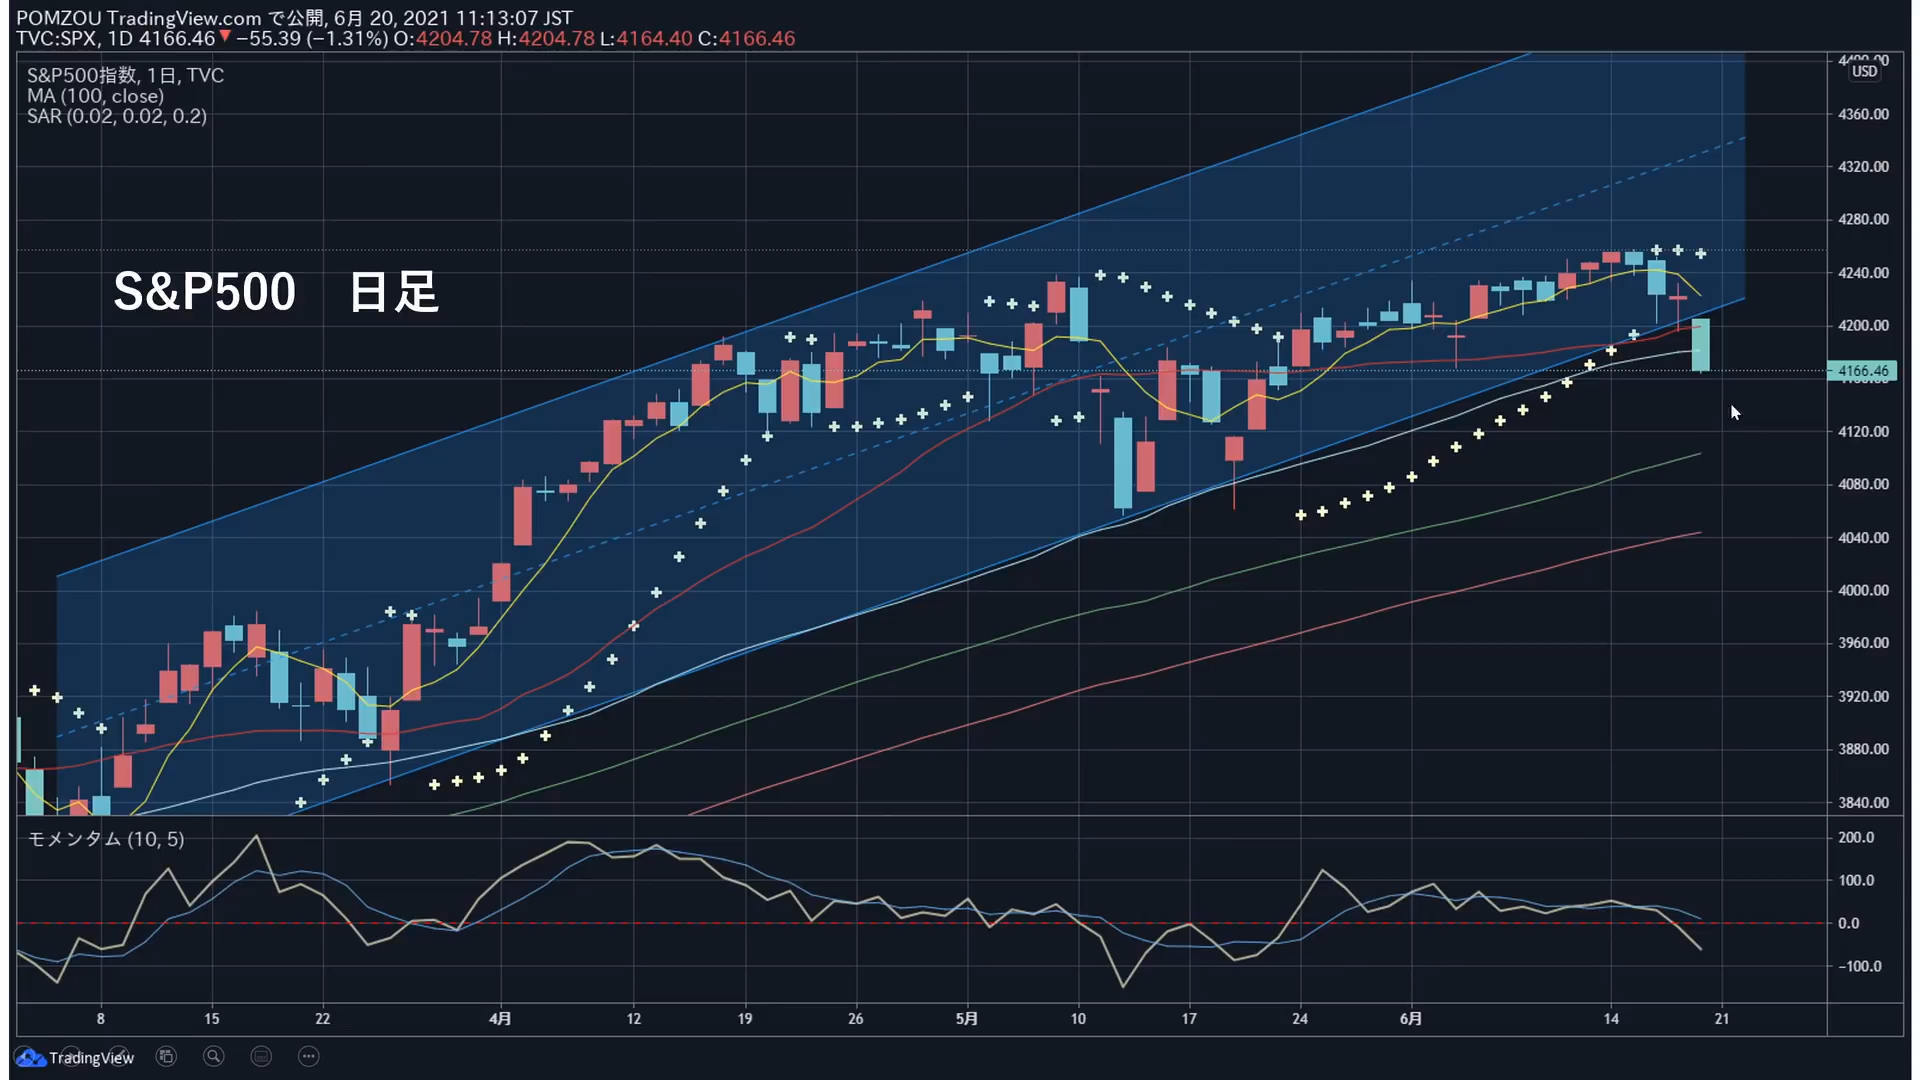 POMZOU TradingView.com で公開, 6月 20, 2021 11:13:07 JST
TVC:SPX, 1D 4166.46▼−55.39 (−1.31%) O:4204.78 H:4204.78 L:4164.40 C:4166.46
S&P500指数, 1日, TVC
MA (100, close)
SAR (0.02, 0.02, 0.2)
S&P500 日足
USD
4360.00
4320.00
4280.00
4240.00
4200.00
4166.46
4120.00
4080.00
4040.00
4000.00
3960.00
3920.00
3880.00
3840.00
モメンタム (10, 5)
200.0
100.0
0.0
−100.0
8 15 22 4月 12 19 26 5月 10 17 24 6月 14 21
TradingView